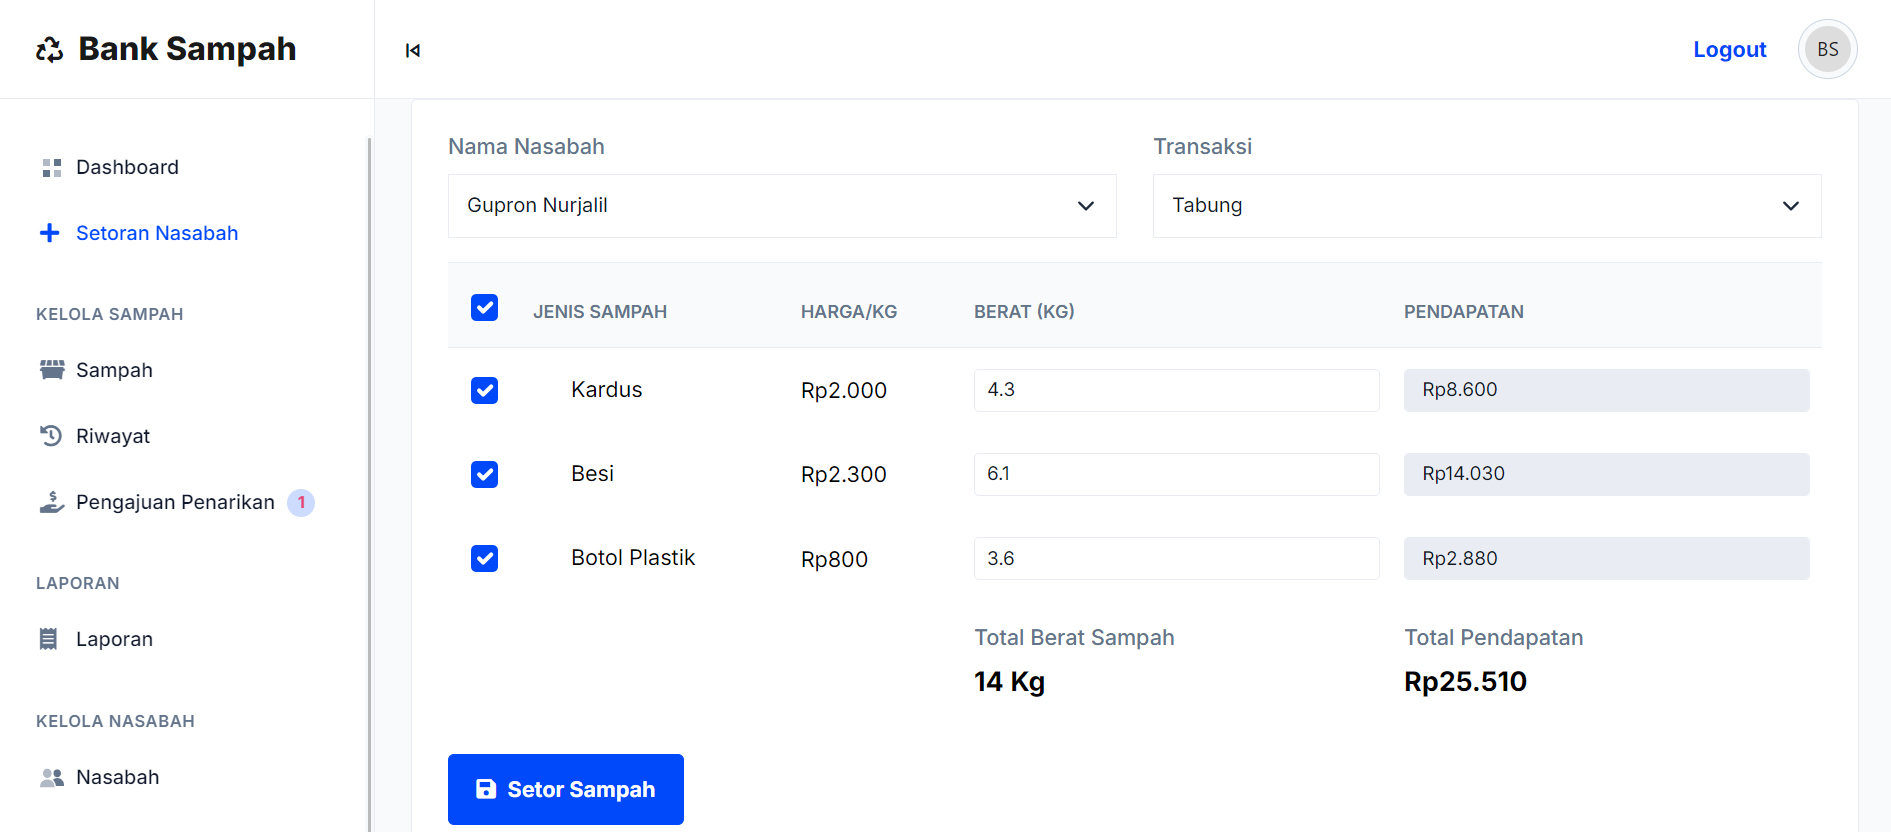 Bank Sampah
Logout
BS
Dashboard
Setoran Nasabah
KELOLA SAMPAH
Sampah
Riwayat
Pengajuan Penarikan 1
LAPORAN
Laporan
KELOLA NASABAH
Nasabah
Nama Nasabah
Transaksi
Gupron Nurjalil
Tabung
JENIS SAMPAH HARGA/KG BERAT (KG) PENDAPATAN
Kardus Rp2.000 4.3 Rp8.600
Besi Rp2.300 6.1 Rp14.030
Botol Plastik Rp800 3.6 Rp2.880
Total Berat Sampah Total Pendapatan
14 Kg Rp25.510
Setor Sampah